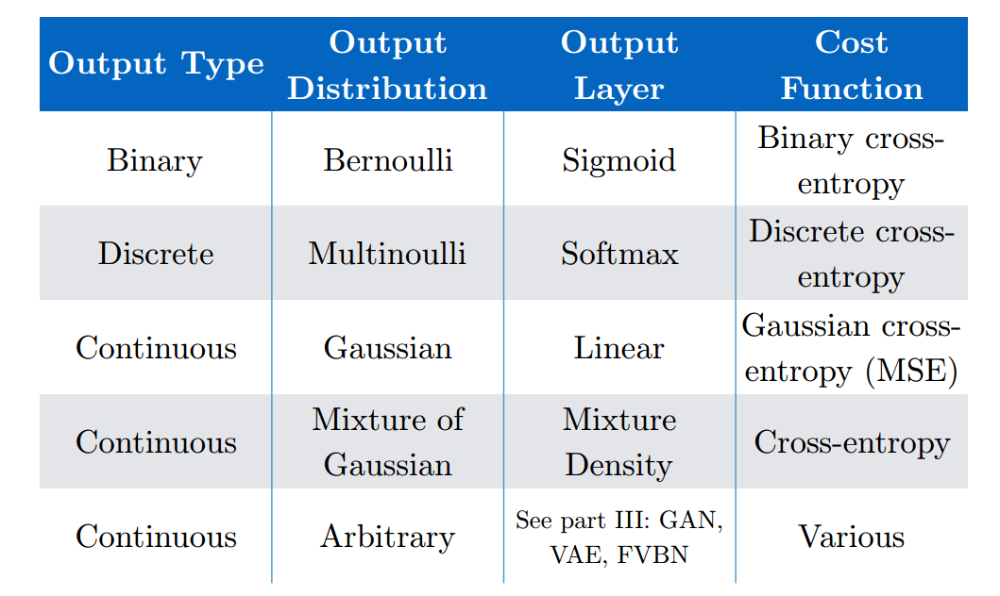 Output Type
Output
Distribution
Output
Layer
Cost
Function
Binary
Bernoulli
Sigmoid
Binary cross-
entropy
Discrete
Multinoulli
Softmax
Discrete cross-
entropy
Continuous
Gaussian
Linear
Gaussian cross-
entropy (MSE)
Continuous
Mixture of
Gaussian
Mixture
Density
Cross-entropy
Continuous
Arbitrary
See part III: GAN,
VAE, FVBN
Various